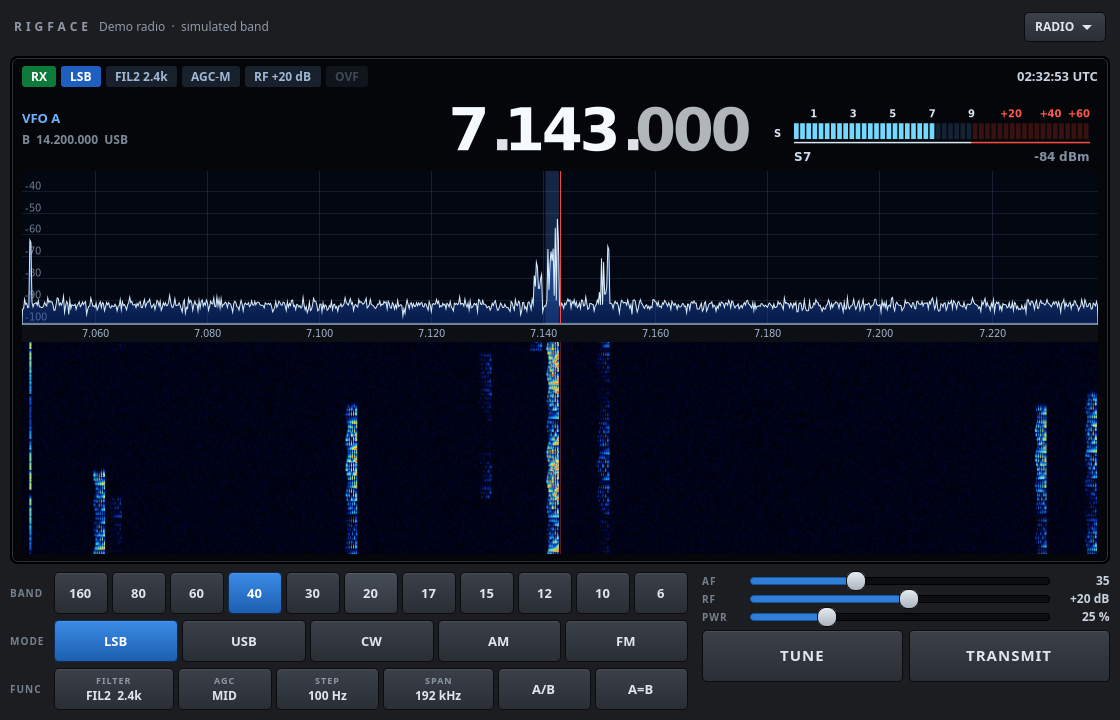 RIGFACE Demo radio · simulated band
RADIO
RX LSB FIL2 2.4k AGC-M RF +20 dB OVF
02:32:53 UTC
VFO A
B 14.200.000 USB
7.143.000
1 3 5 7 9 +20 +40 +60
S
S7 -84 dBm
-40
-50
-60
-70
-80
-90
-100
7.060 7.080 7.100 7.120 7.140 7.160 7.180 7.200 7.220
BAND 160 80 60 40 30 20 17 15 12 10 6
MODE LSB USB CW AM FM
FUNC
FILTER
FIL2 2.4k
AGC
MID
STEP
100 Hz
SPAN
192 kHz
A/B
A=B
AF 35
RF +20 dB
PWR 25 %
TUNE TRANSMIT